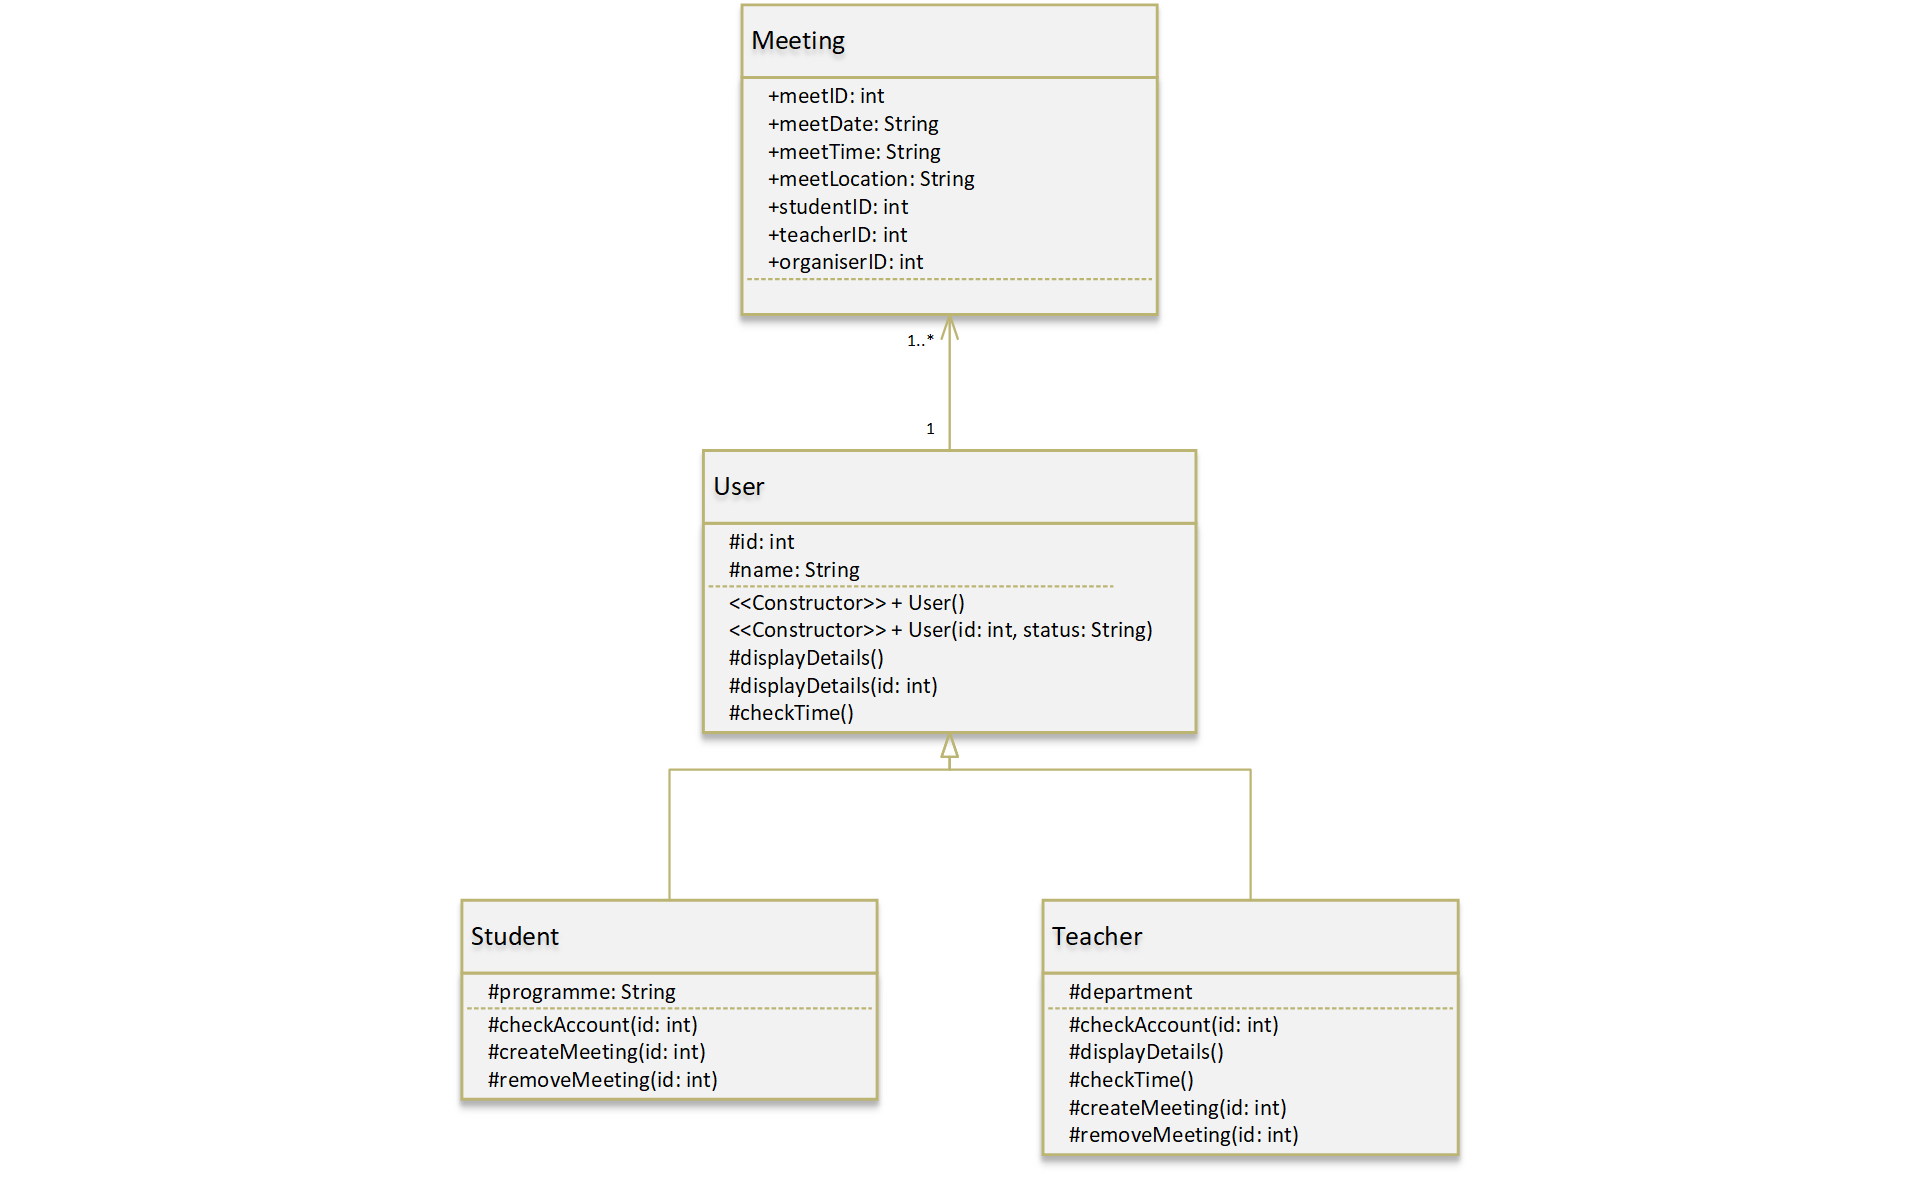 Meeting
+meetID: int
+meetDate: String
+meetTime: String
+meetLocation: String
+studentID: int
+teacherID: int
+organiserID: int
1..*
1
User
#id: int
#name: String
<<Constructor>> + User()
<<Constructor>> + User(id: int, status: String)
#displayDetails()
#displayDetails(id: int)
#checkTime()
Student
#programme: String
#checkAccount(id: int)
#createMeeting(id: int)
#removeMeeting(id: int)
Teacher
#department
#checkAccount(id: int)
#displayDetails()
#checkTime()
#createMeeting(id: int)
#removeMeeting(id: int)